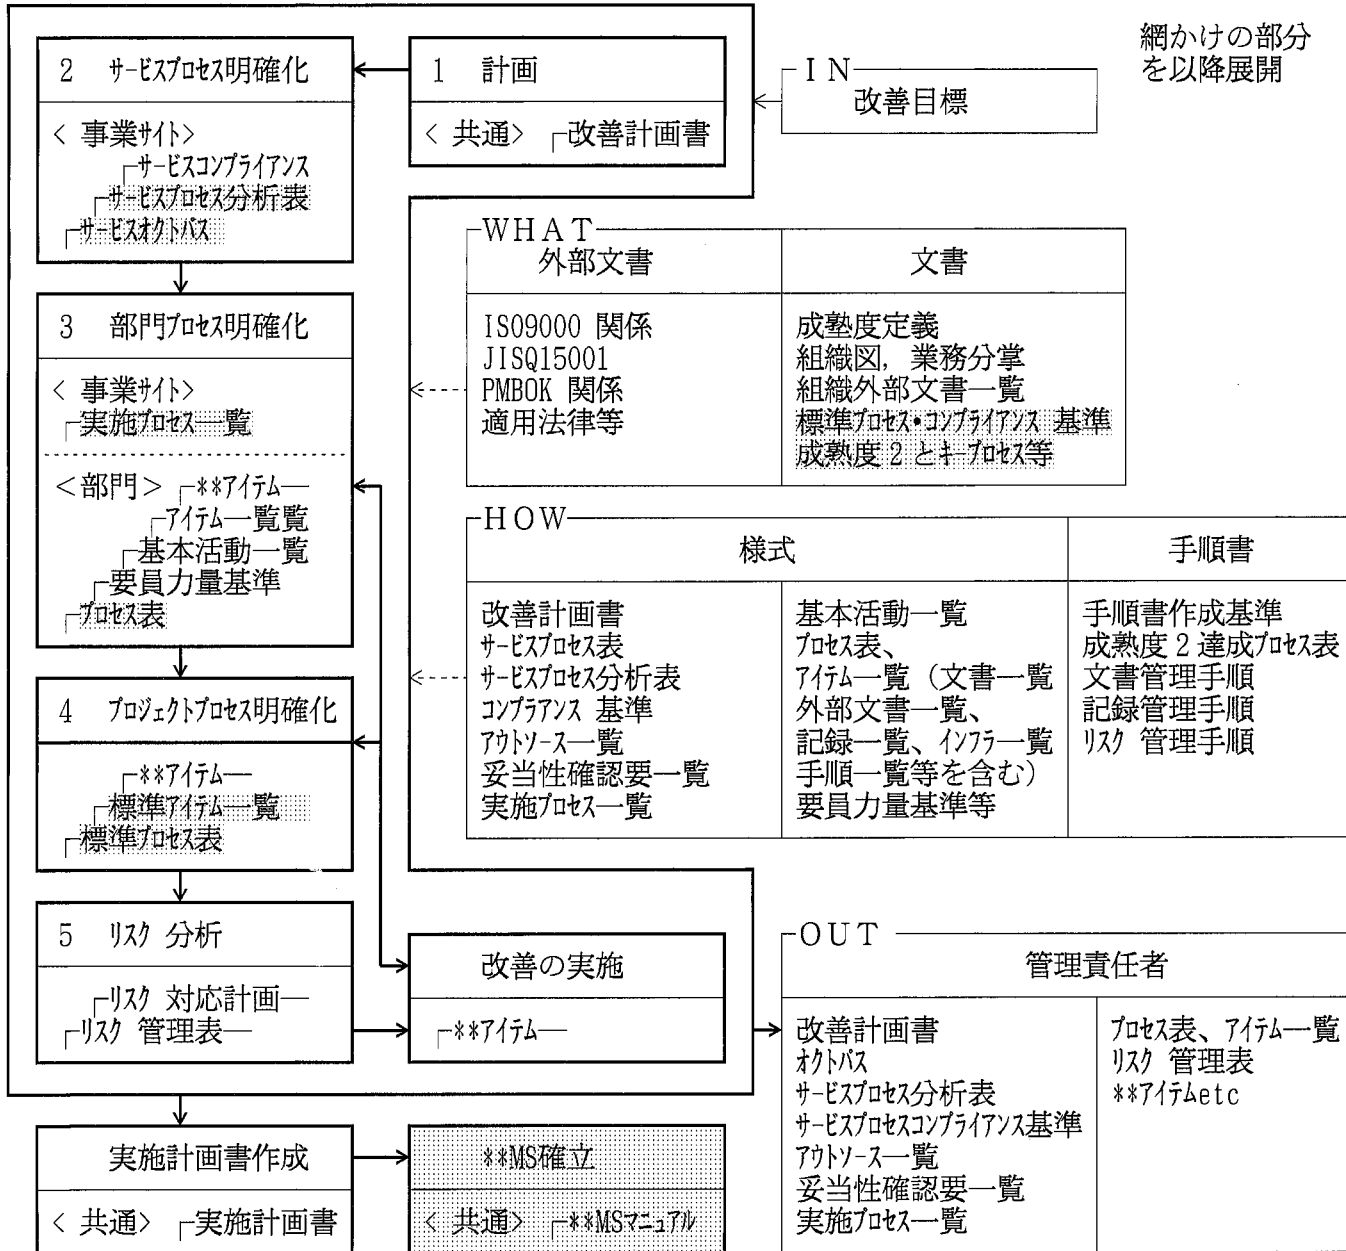 網かけの部分
を以降展開
2 サービスプロセス明確化
< 事業サイト>
サービスコンプライアンス
サービスプロセス分析表
サービスオクトパス
1 計画
< 共通> 改善計画書
IN
改善目標
3 部門プロセス明確化
< 事業サイト>
実施プロセス一覧
<部門> **アイテム―
アイテム一覧覧
基本活動一覧
要員力量基準
プロセス表
WHAT
外部文書
文書
ISO9000 関係
JISQ15001
PMBOK 関係
適用法律等
成塾度定義
組織図，業務分掌
組織外部文書一覧
標準プロセス・コンプライアンス 基準
成熟度２とキープロセス等
HOW
様式
手順書
改善計画書
サービスプロセス表
サービスプロセス分析表
コンプラアンス 基準
アウトソース一覧
妥当性確認要一覧
実施プロセス一覧
基本活動一覧
プロセス表、
アイテム一覧（文書一覧
外部文書一覧、
記録一覧、インフラ一覧
手順一覧等を含む）
要員力量基準等
手順書作成基準
成熟度２達成プロセス表
文書管理手順
記録管理手順
リスク 管理手順
4 プロジェクトプロセス明確化
**アイテム―
標準アイテム一覧
標準プロセス表
5 リスク 分析
リスク 対応計画―
リスク 管理表―
改善の実施
**アイテム―
OUT
管理責任者
改善計画書
オクトパス
サービスプロセス分析表
サービスプロセスコンプライアンス基準
アウトソース一覧
妥当性確認要一覧
実施プロセス一覧
プロセス表、アイテム一覧
リスク 管理表
**アイテムetc
実施計画書作成
< 共通> 実施計画書
**MS確立
< 共通> **MSマニュアル